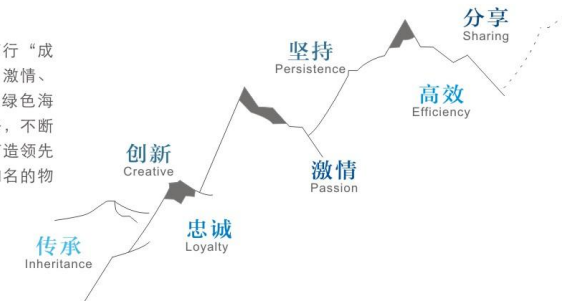 行“成
激情、
绿色海
，不断
造领先
名的物
分享
Sharing
坚持
Persistence
高效
Efficiency
创新
Creative
激情
Passion
忠诚
Loyalty
传承
Inheritance